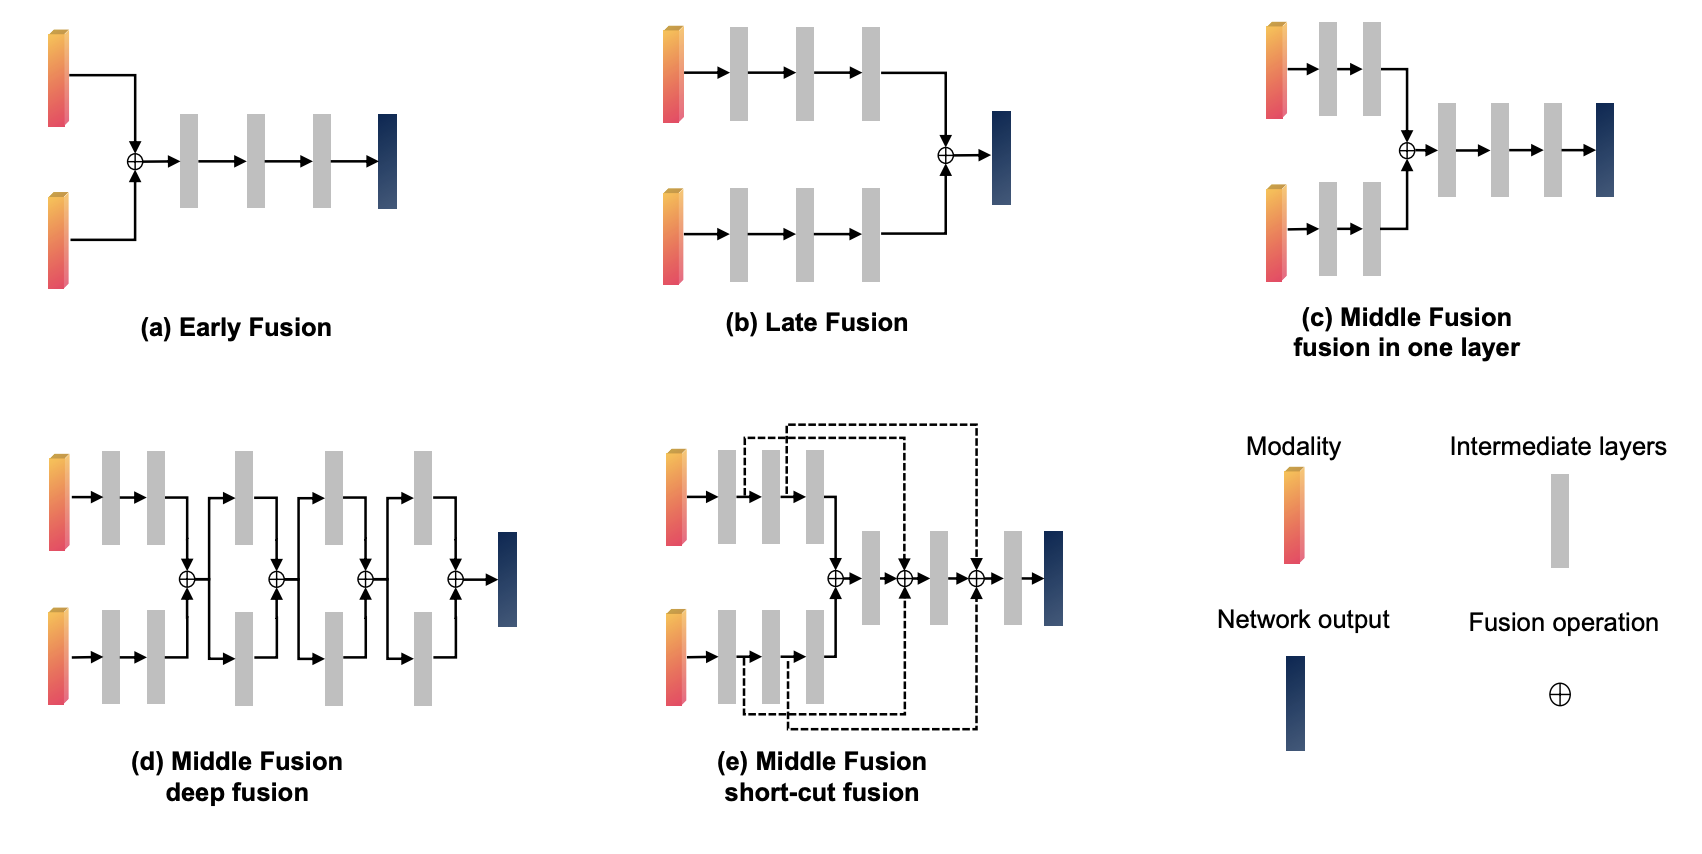 (a) Early Fusion
(b) Late Fusion
(c) Middle Fusion
fusion in one layer
(d) Middle Fusion
deep fusion
(e) Middle Fusion
short-cut fusion
Modality
Intermediate layers
Network output
Fusion operation